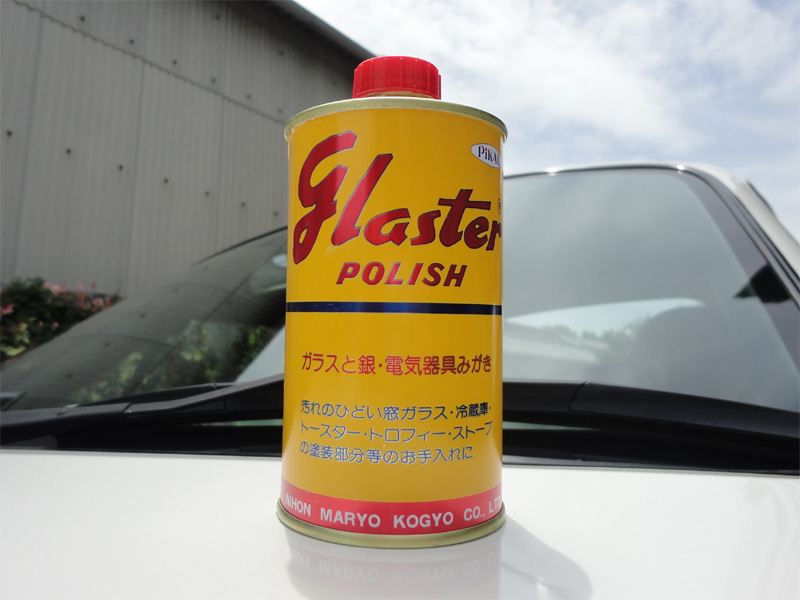 PiKAL
Glaster®
POLISH
ガラスと銀・電気器具みがき
汚れのひどい窓ガラス・冷蔵庫・
トースター・トロフィー・ストーブ
の塗装部分等のお手入れに
NIHON MARYO KOGYO CO., LTD